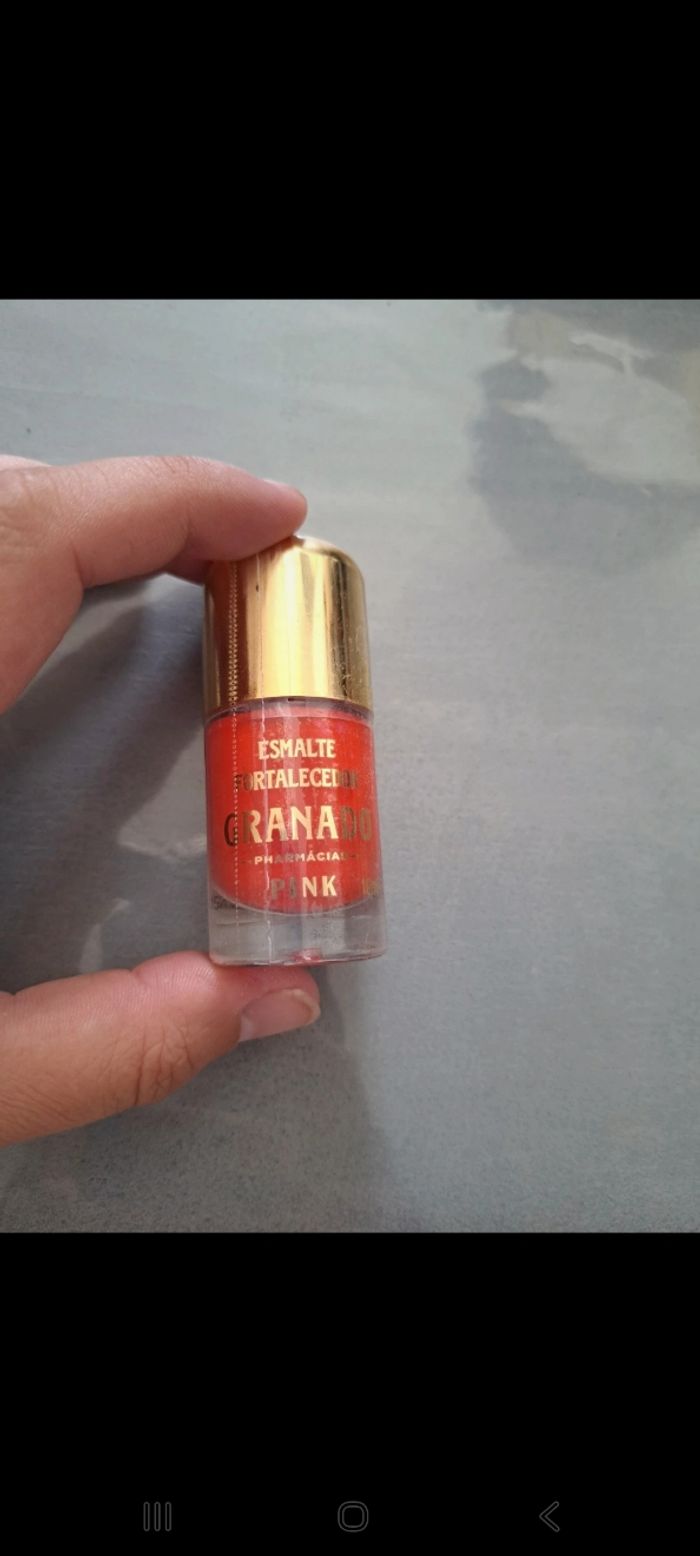 ESMALTE
FORTALECEDOR
GRANADO
PHARMÁCIAS
PINK